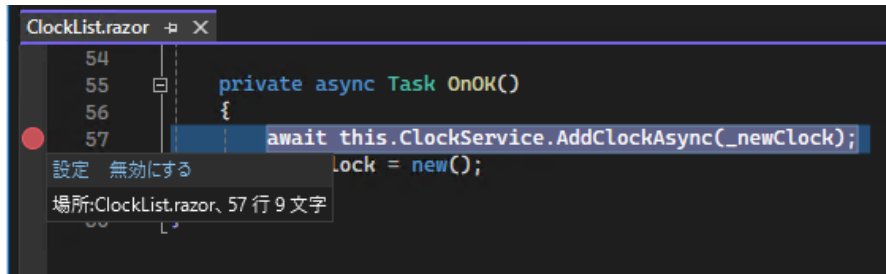 ClockList.razor
54
55 private async Task OnOK()
56 {
57 await this.ClockService.AddClockAsync(_newClock);
設定 無効にする
lock = new();
場所:ClockList.razor、57 行 9 文字
}